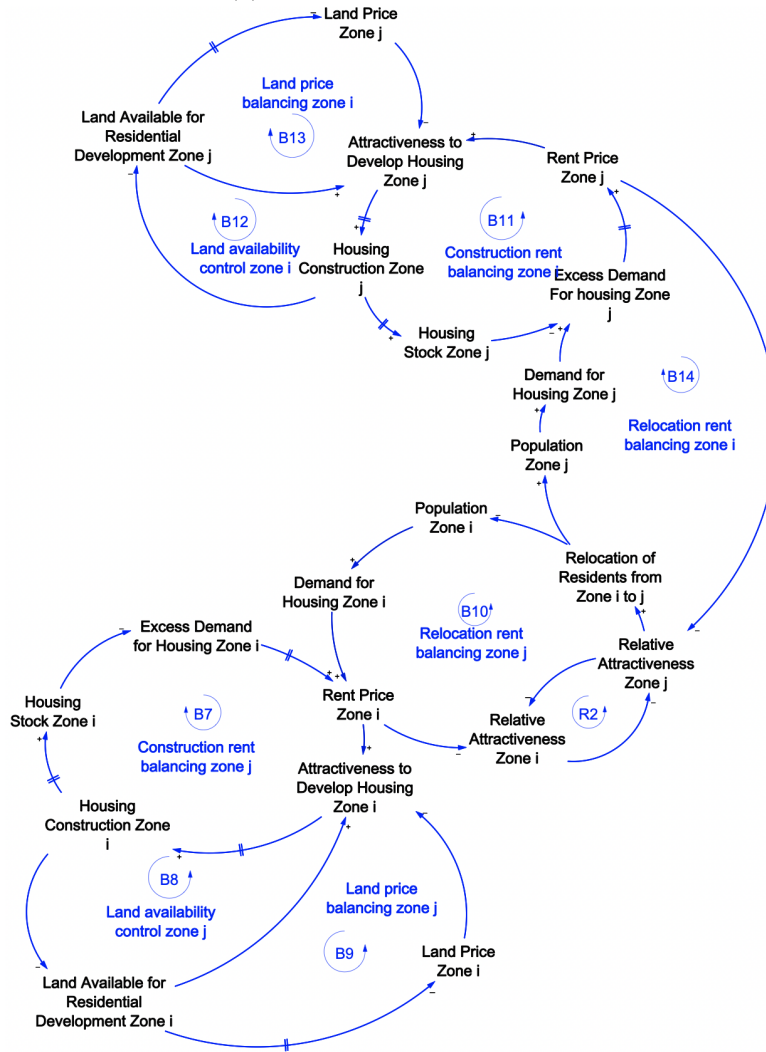 Land Price
Zone j
Land price
balancing zone i
B13
Land Available for
Residential
Development Zone j
Attractiveness to
Develop Housing
Zone j
Rent Price
Zone j
B12
Land availability
control zone i
B11
Construction rent
balancing zone j
Housing
Construction Zone
j
Excess Demand
For housing Zone
j
Housing
Stock Zone j
Demand for
Housing Zone j
B14
Relocation rent
balancing zone i
Population
Zone j
Population
Zone i
Relocation of
Residents from
Zone i to j
Demand for
Housing Zone i
B10
Relocation rent
balancing zone j
Excess Demand
for Housing Zone i
Relative
Attractiveness
Zone j
Housing
Stock Zone i
B7
Construction rent
balancing zone j
Rent Price
Zone i
Relative
Attractiveness
Zone i
R2
Attractiveness to
Develop Housing
Zone i
Housing
Construction Zone
i
B8
Land availability
control zone j
Land price
balancing zone j
B9
Land Price
Zone i
Land Available for
Residential
Development Zone i